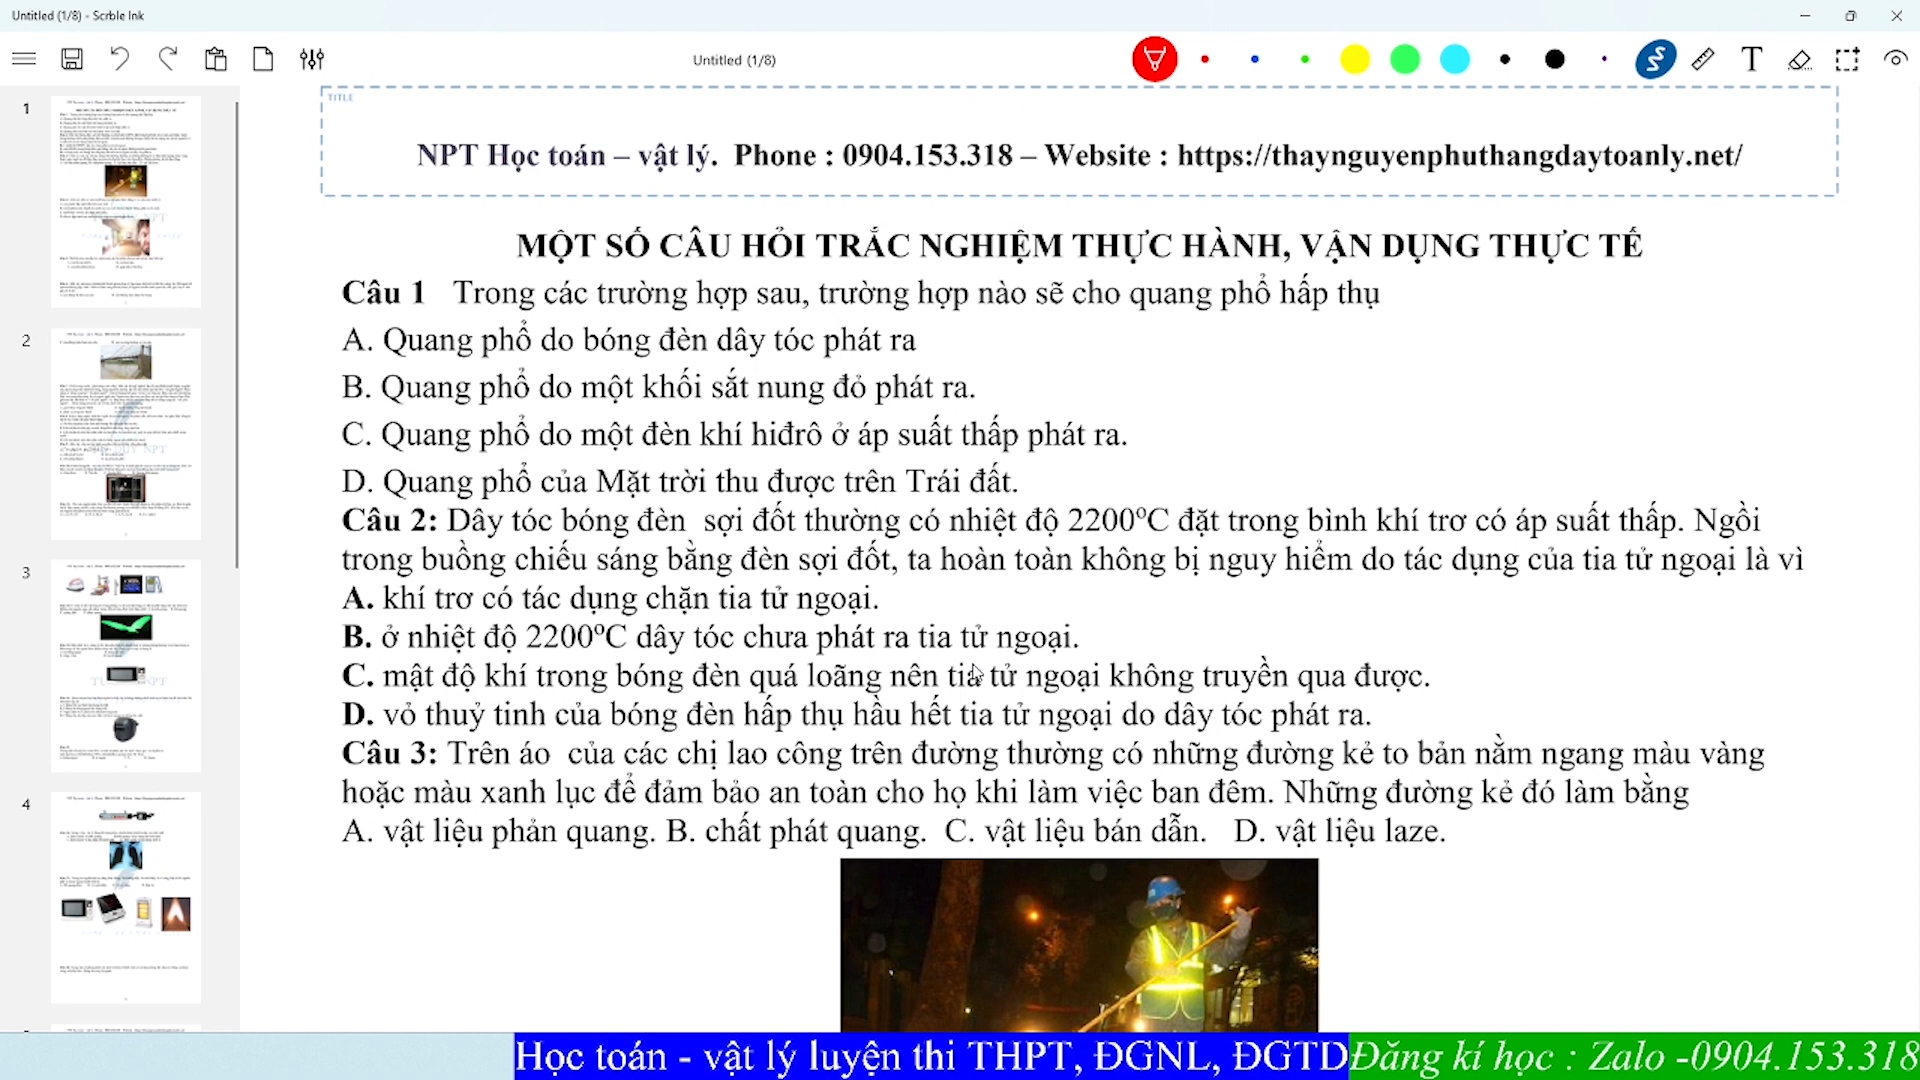 Untitled (1/8) - Scrble Ink
Untitled (1/8)
TITLE
NPT Học toán – vật lý. Phone : 0904.153.318 – Website : https://thaynguyenphuthangdaytoanly.net/
MỘT SỐ CÂU HỎI TRẮC NGHIỆM THỰC HÀNH, VẬN DỤNG THỰC TẾ
Câu 1 Trong các trường hợp sau, trường hợp nào sẽ cho quang phổ hấp thụ
A. Quang phổ do bóng đèn dây tóc phát ra
B. Quang phổ do một khối sắt nung đỏ phát ra.
C. Quang phổ do một đèn khí hiđrô ở áp suất thấp phát ra.
D. Quang phổ của Mặt trời thu được trên Trái đất.
Câu 2: Dây tóc bóng đèn sợi đốt thường có nhiệt độ 2200ºC đặt trong bình khí trơ có áp suất thấp. Ngồi
trong buồng chiếu sáng bằng đèn sợi đốt, ta hoàn toàn không bị nguy hiểm do tác dụng của tia tử ngoại là vì
A. khí trơ có tác dụng chặn tia tử ngoại.
B. ở nhiệt độ 2200ºC dây tóc chưa phát ra tia tử ngoại.
C. mật độ khí trong bóng đèn quá loãng nên tia tử ngoại không truyền qua được.
D. vỏ thuỷ tinh của bóng đèn hấp thụ hầu hết tia tử ngoại do dây tóc phát ra.
Câu 3: Trên áo của các chị lao công trên đường thường có những đường kẻ to bản nằm ngang màu vàng
hoặc màu xanh lục để đảm bảo an toàn cho họ khi làm việc ban đêm. Những đường kẻ đó làm bằng
A. vật liệu phản quang. B. chất phát quang. C. vật liệu bán dẫn. D. vật liệu laze.
1
2
3
4
Học toán - vật lý luyện thi THPT, ĐGNL, ĐGTD Đăng kí học : Zalo -0904.153.318